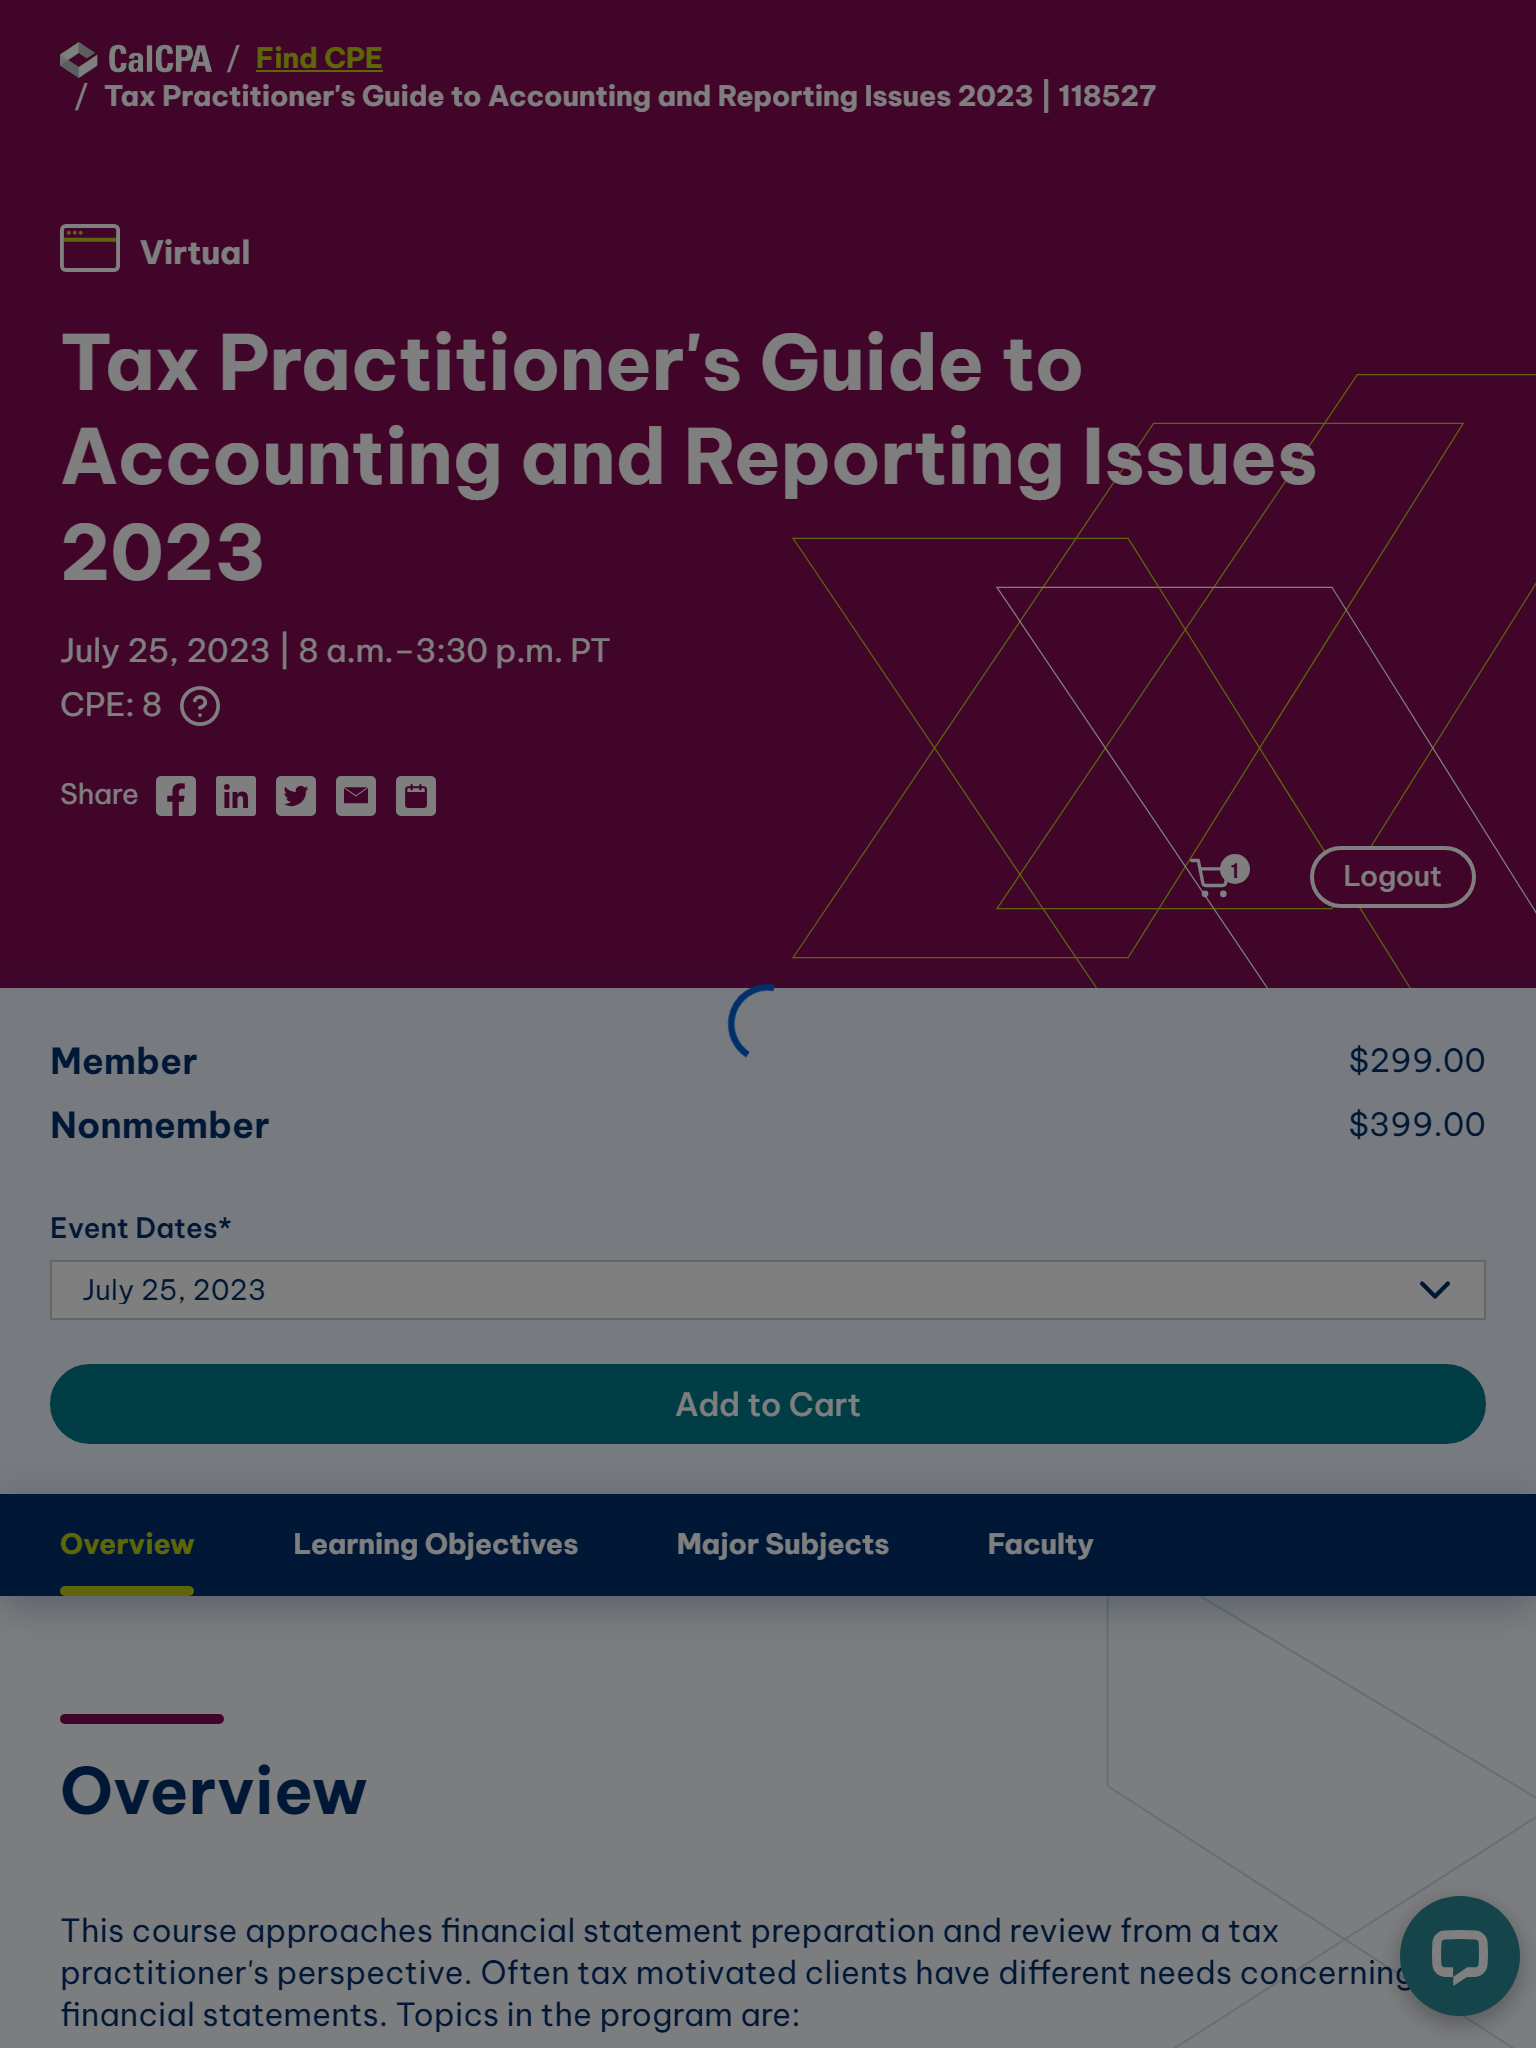 CalCPA / Find CPE
/ Tax Practitioner's Guide to Accounting and Reporting Issues 2023 | 118527
Virtual
Tax Practitioner's Guide to
Accounting and Reporting Issues
2023
July 25, 2023 | 8 a.m.–3:30 p.m. PT
CPE: 8
Share
1
Logout
Member $299.00
Nonmember $399.00
Event Dates*
July 25, 2023
Add to Cart
Overview Learning Objectives Major Subjects Faculty
Overview
This course approaches financial statement preparation and review from a tax
practitioner's perspective. Often tax motivated clients have different needs concerning
financial statements. Topics in the program are: